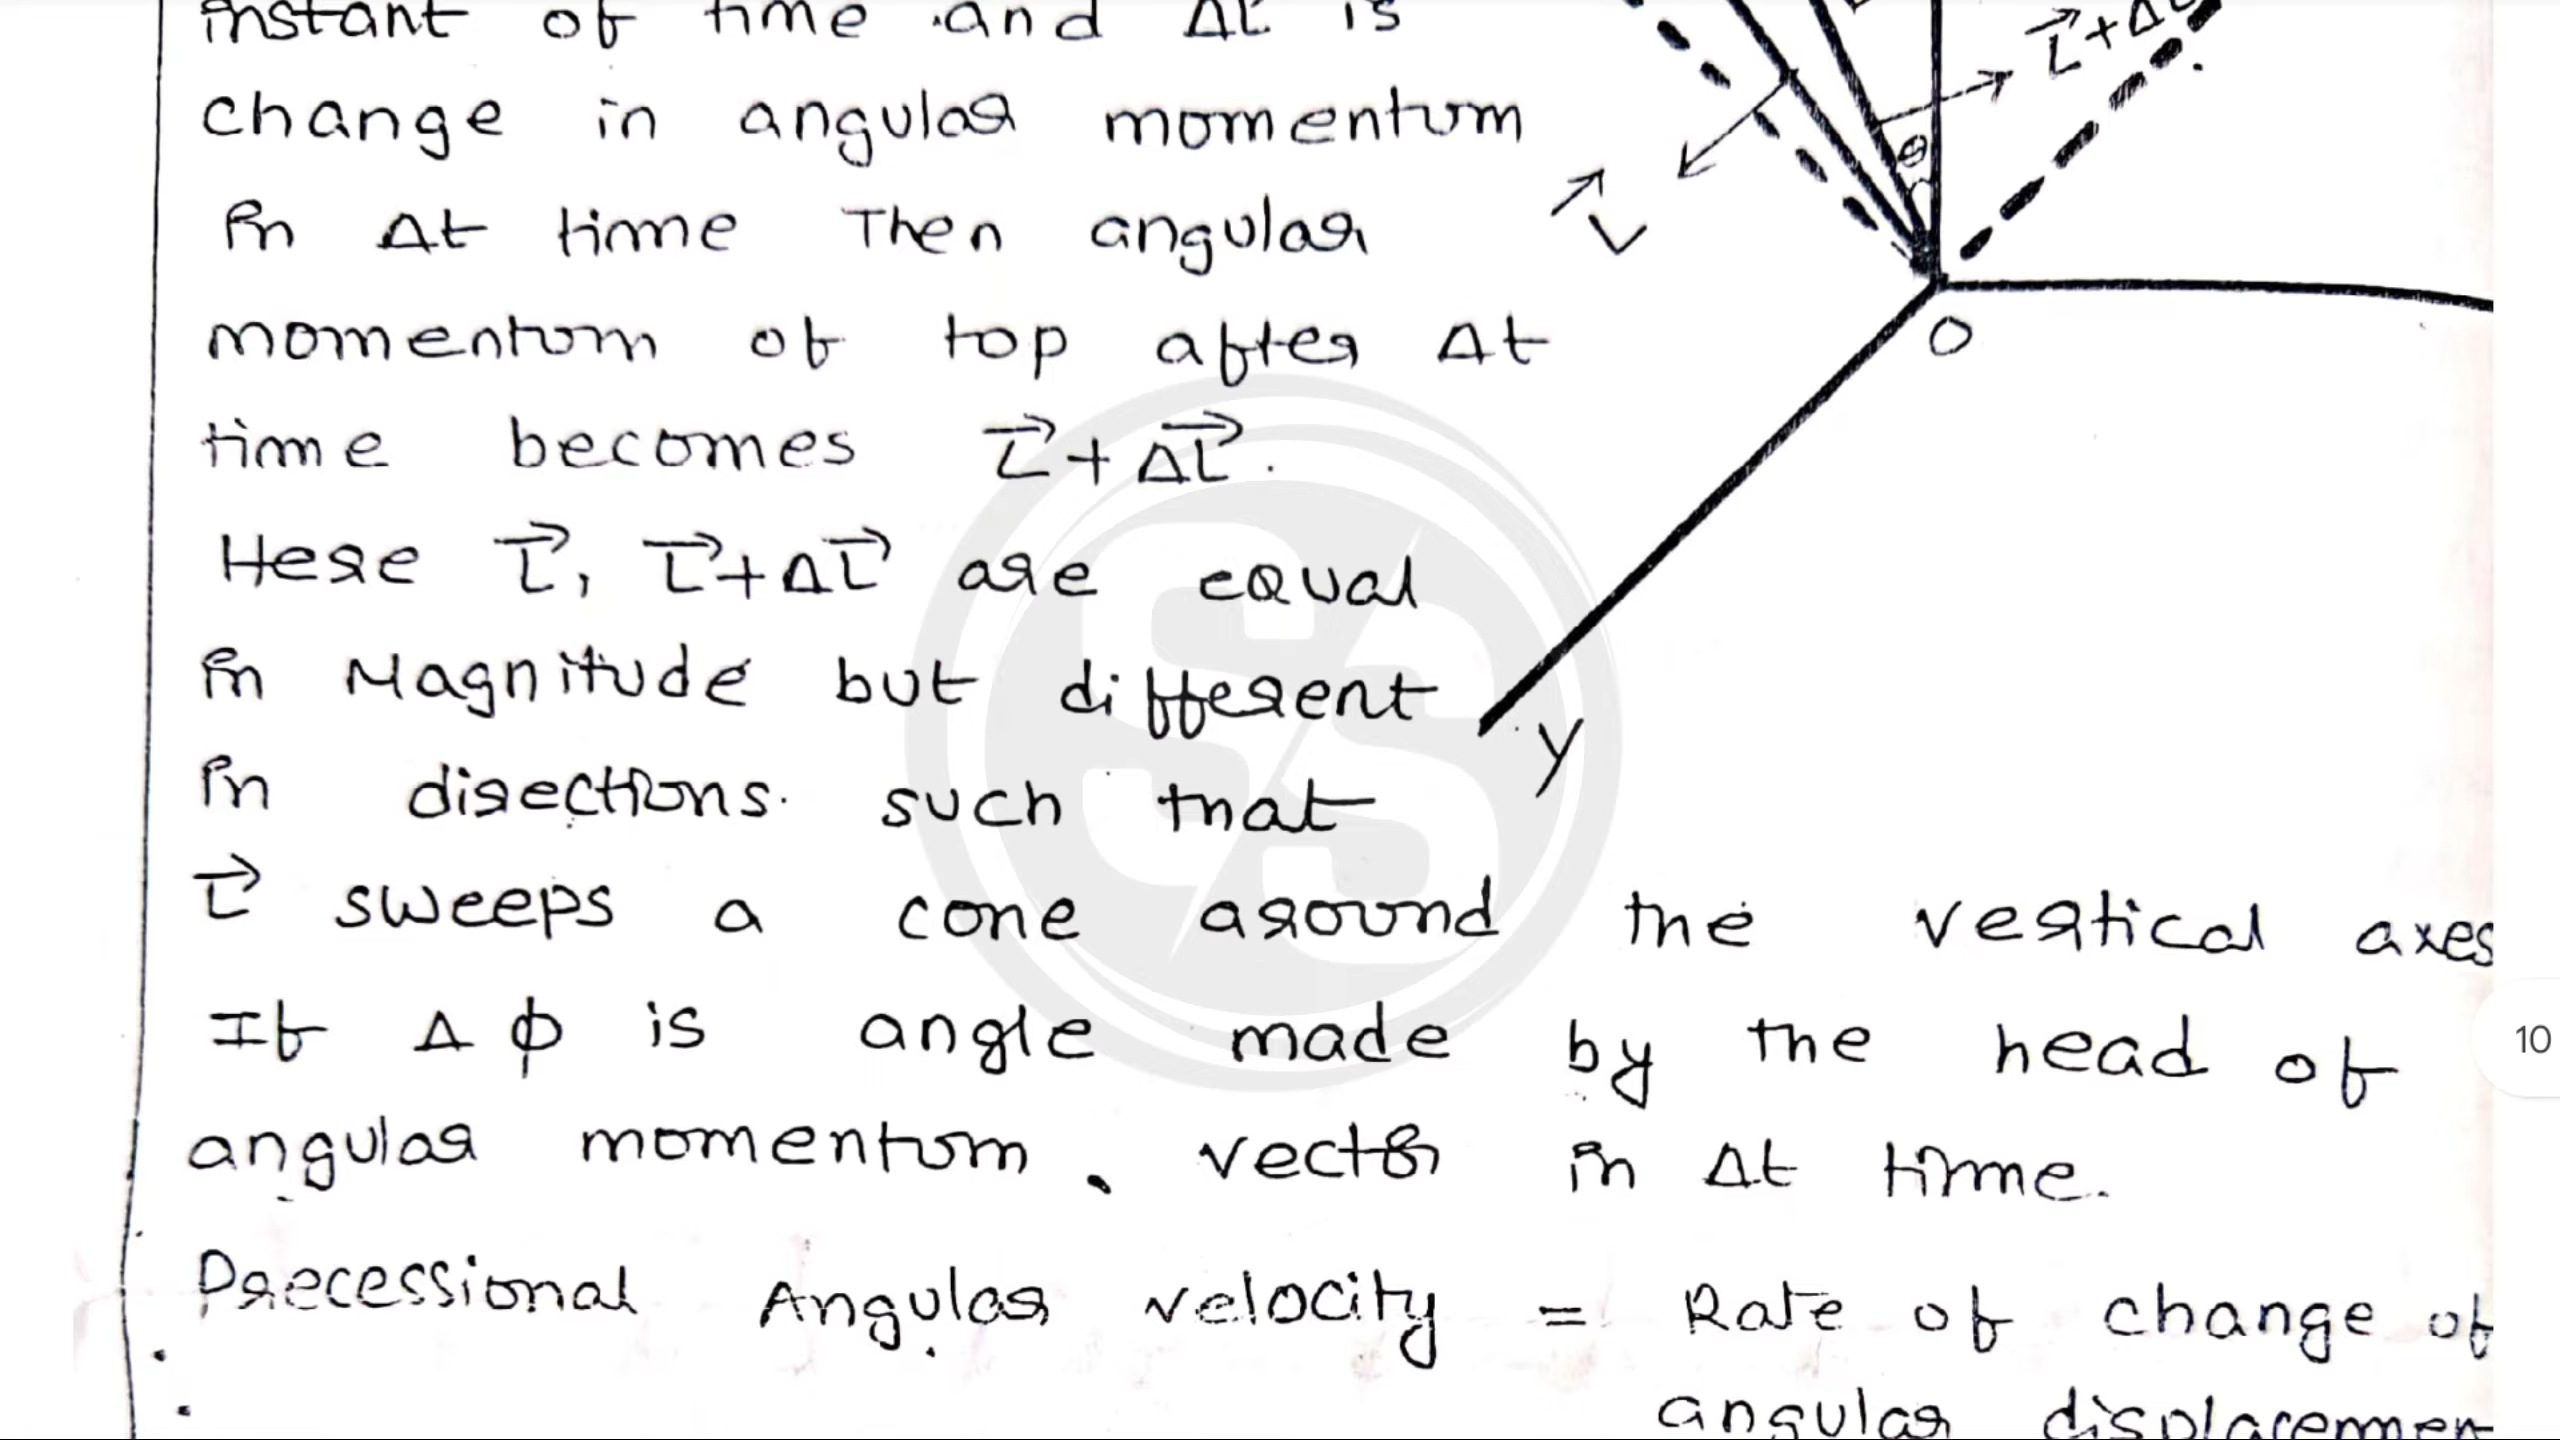 instant of time and ΔL is
change in angular momentum
in Δt time Then angular
momentum of top after Δt
time becomes L⃗ + ΔL⃗.
Here L⃗, L⃗+ΔL⃗ are equal
in Magnitude but different
in directions. such that
L⃗ sweeps a cone around the vertical axes
If Δϕ is angle made by the head of
angular momentum vector in Δt time.
Precessional Angular velocity = Rate of change of
angular displacemen
L⃗+ΔL
θ
L⃗
O
y
10